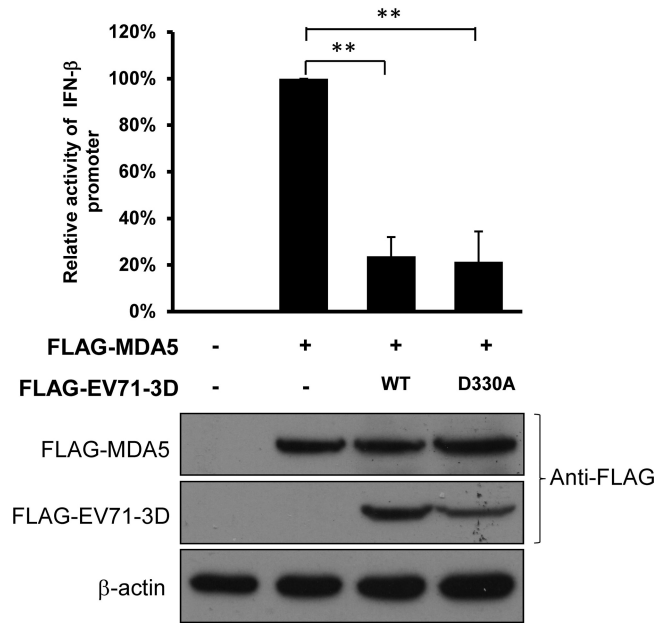 **
**
120%
100%
80%
60%
40%
20%
0%
Relative activity of IFN-β
promoter
FLAG-MDA5 - + + +
FLAG-EV71-3D - - WT D330A
FLAG-MDA5
FLAG-EV71-3D
Anti-FLAG
β-actin